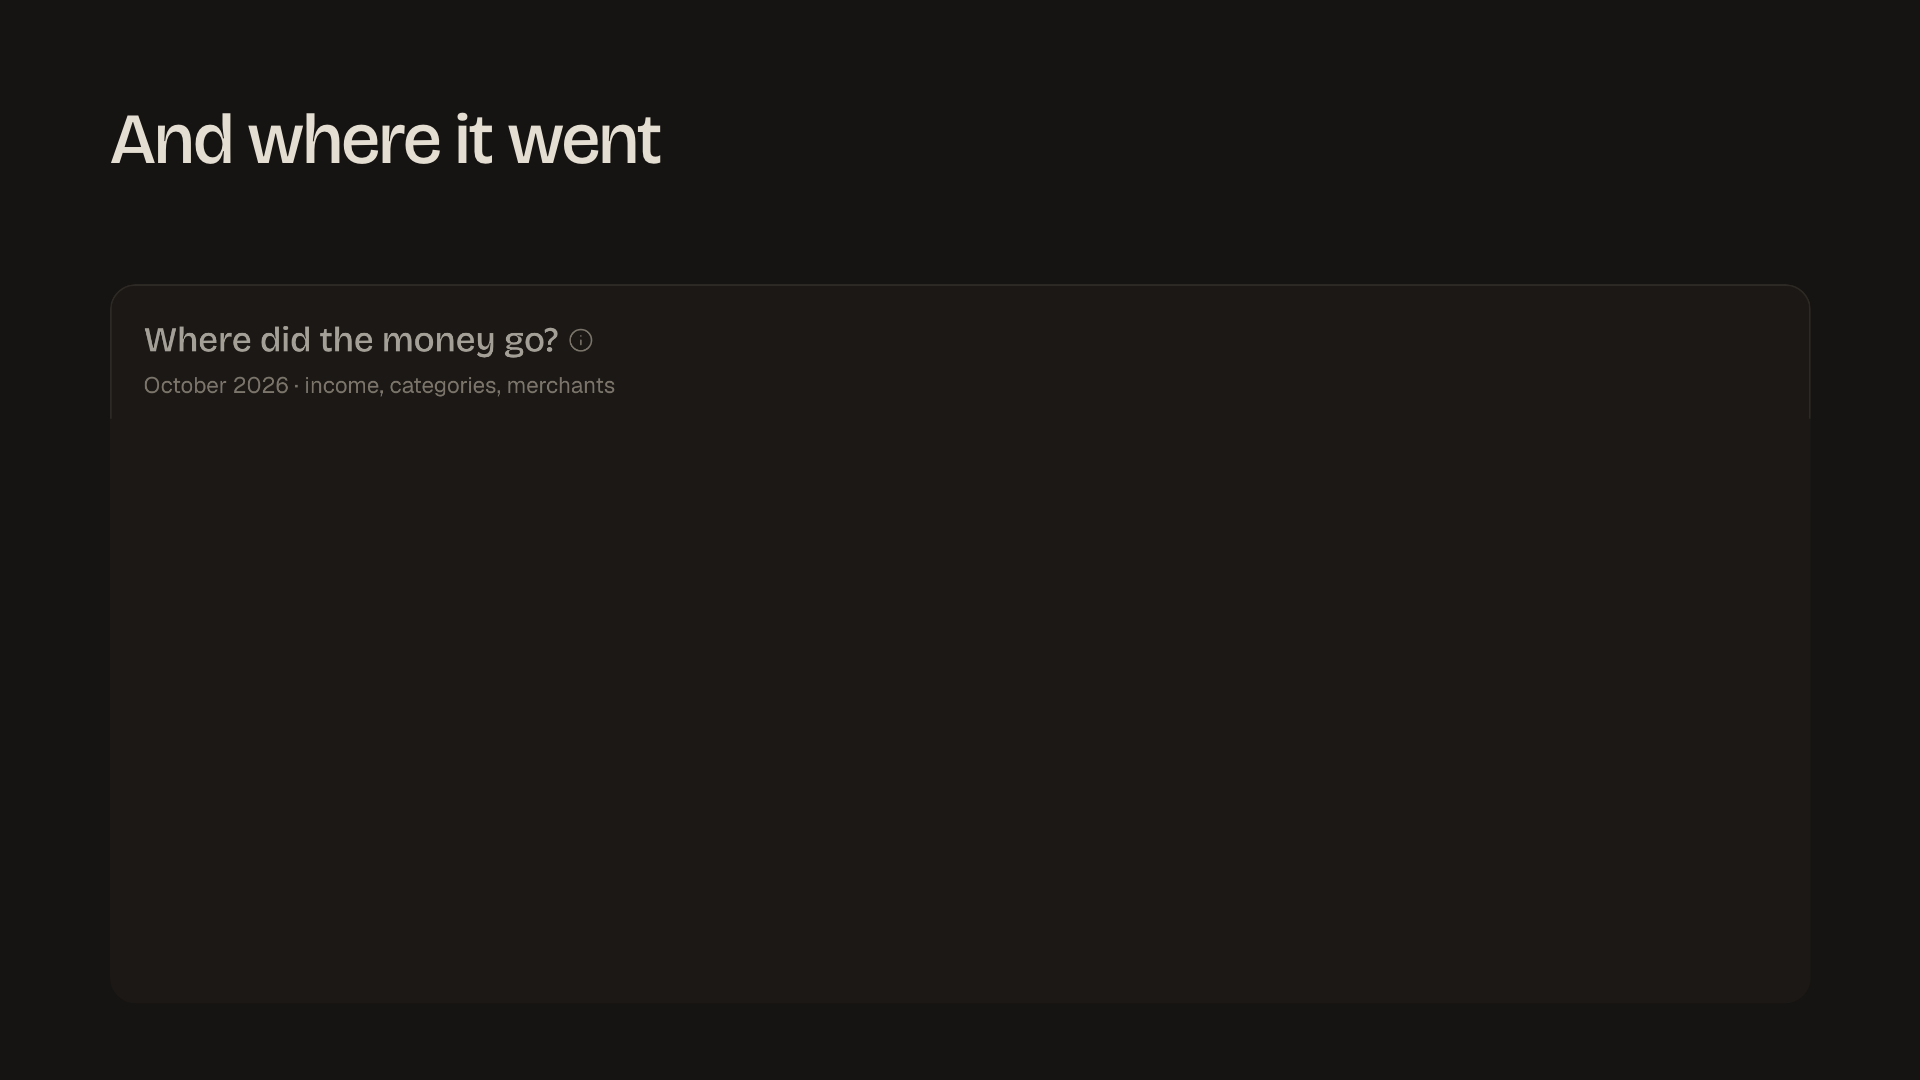 And where it went
Where did the money go?
October 2026 · income, categories, merchants